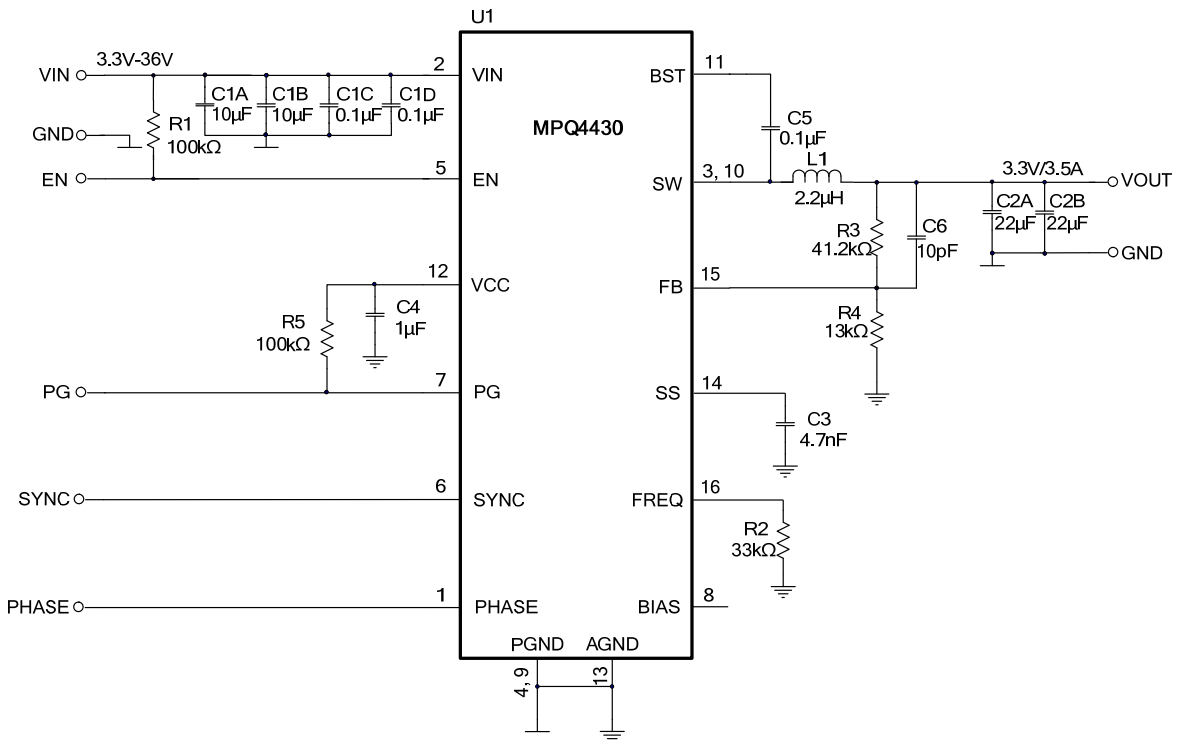 U1
MPQ4430
VIN
3.3V-36V
2
VIN
C1A
10µF
C1B
10µF
C1C
0.1µF
C1D
0.1µF
GND
R1
100kΩ
EN
5
EN
12
VCC
R5
100kΩ
C4
1µF
PG
7
PG
SYNC
6
SYNC
PHASE
1
PHASE
PGND
AGND
4, 9
13
BST
11
C5
0.1µF
SW
3, 10
L1
2.2µH
3.3V/3.5A
VOUT
C2A
22µF
C2B
22µF
GND
R3
41.2kΩ
C6
10pF
FB
15
R4
13kΩ
SS
14
C3
4.7nF
FREQ
16
R2
33kΩ
BIAS
8